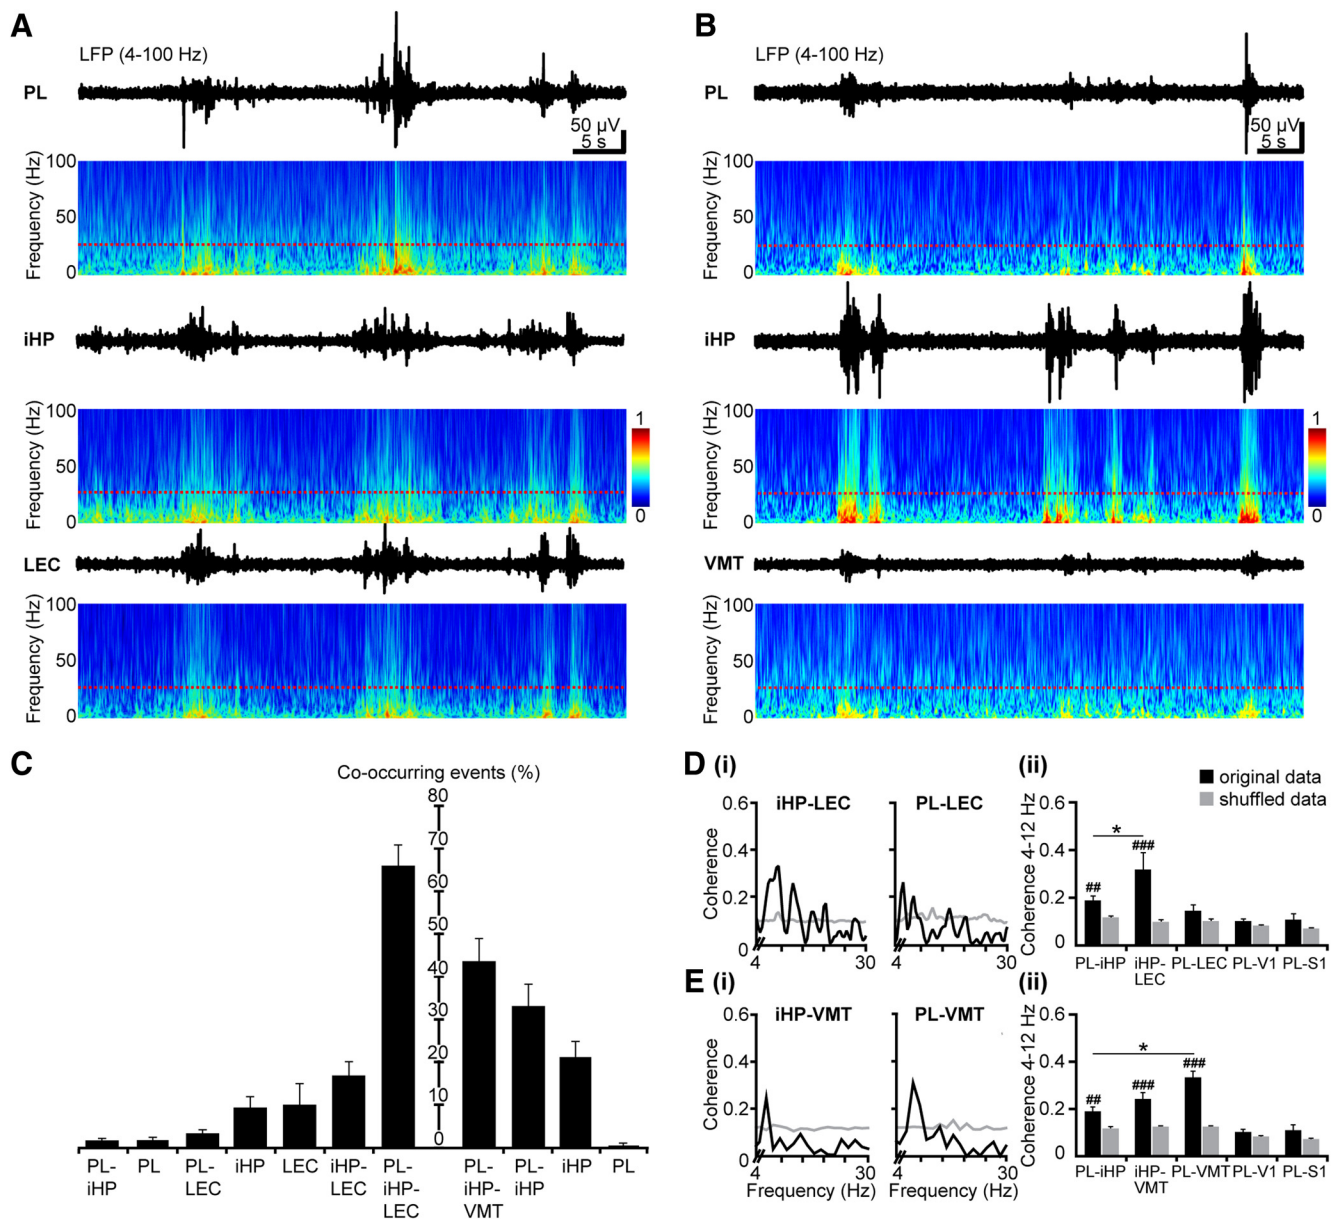 A
LFP (4-100 Hz)
PL
50 µV
5 s
Frequency (Hz)
100
50
0
iHP
Frequency (Hz)
100
50
0
1
0
LEC
Frequency (Hz)
100
50
0
B
LFP (4-100 Hz)
PL
50 µV
5 s
Frequency (Hz)
100
50
0
iHP
Frequency (Hz)
100
50
0
1
0
VMT
Frequency (Hz)
100
50
0
C
Co-occurring events (%)
80
70
60
50
40
30
20
10
0
PL-
iHP
PL
PL-
LEC
iHP
LEC
iHP-
LEC
PL-
iHP-
LEC
PL-
iHP-
VMT
PL-
iHP
iHP
PL
D (i)
iHP-LEC
PL-LEC
Coherence
0.6
0.4
0.2
0
4
30
4
30
(ii)
original data
shuffled data
Coherence 4-12 Hz
0.6
0.4
0.2
0
*
##
###
PL-iHP
iHP-
LEC
PL-LEC
PL-V1
PL-S1
E (i)
iHP-VMT
PL-VMT
Coherence
0.6
0.4
0.2
0
4
30
4
30
Frequency (Hz)
Frequency (Hz)
(ii)
Coherence 4-12 Hz
0.6
0.4
0.2
0
*
##
###
###
PL-iHP
iHP-
VMT
PL-VMT
PL-V1
PL-S1